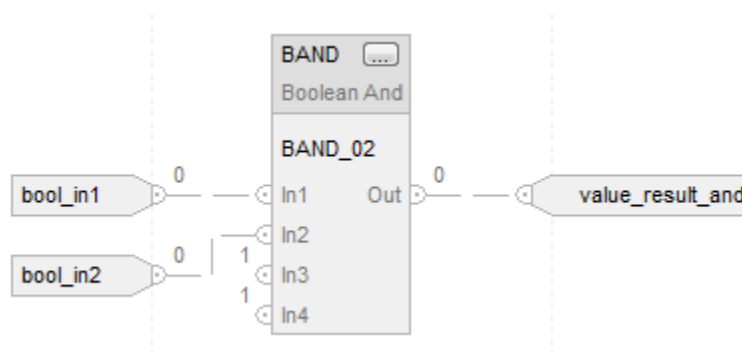 BAND ...
Boolean And
BAND_02
bool_in1 0 In1 Out 0 value_result_and
In2
bool_in2 0 1 In3
1 In4